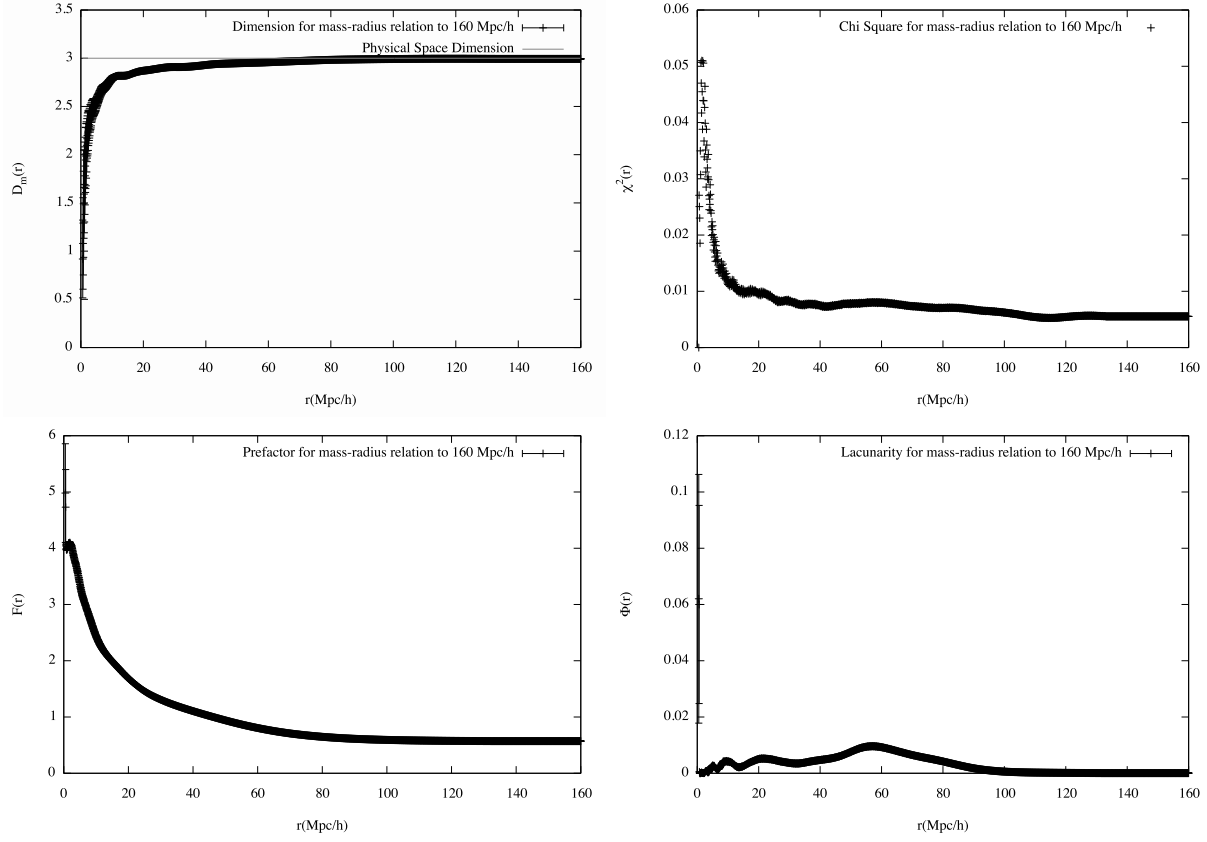 Dimension for mass-radius relation to 160 Mpc/h
Physical Space Dimension
3.5
3
2.5
2
1.5
1
0.5
0
0 20 40 60 80 100 120 140 160
D_m(r)
r(Mpc/h)
Chi Square for mass-radius relation to 160 Mpc/h
0.06
0.05
0.04
0.03
0.02
0.01
0
0 20 40 60 80 100 120 140 160
χ²(r)
r(Mpc/h)
Prefactor for mass-radius relation to 160 Mpc/h
6
5
4
3
2
1
0
0 20 40 60 80 100 120 140 160
F(r)
r(Mpc/h)
Lacunarity for mass-radius relation to 160 Mpc/h
0.12
0.1
0.08
0.06
0.04
0.02
0
0 20 40 60 80 100 120 140 160
Φ(r)
r(Mpc/h)